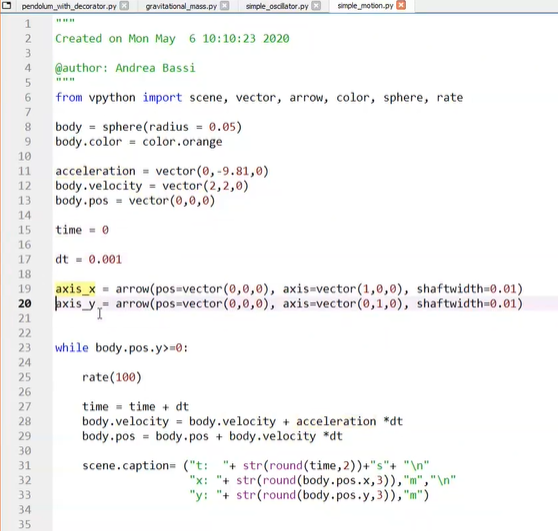 pendolum_with_decorator.py gravitational_mass.py simple_oscillator.py simple_motion.py
1 """
2 Created on Mon May  6 10:10:23 2020
3
4 @author: Andrea Bassi
5 """
6 from vpython import scene, vector, arrow, color, sphere, rate
7
8 body = sphere(radius = 0.05)
9 body.color = color.orange
10
11 acceleration = vector(0,-9.81,0)
12 body.velocity = vector(2,2,0)
13 body.pos = vector(0,0,0)
14
15 time = 0
16
17 dt = 0.001
18
19 axis_x = arrow(pos=vector(0,0,0), axis=vector(1,0,0), shaftwidth=0.01)
20 axis_y = arrow(pos=vector(0,0,0), axis=vector(0,1,0), shaftwidth=0.01)
21
22
23 while body.pos.y>=0:
24
25     rate(100)
26
27     time = time + dt
28     body.velocity = body.velocity + acceleration *dt
29     body.pos = body.pos + body.velocity *dt
30
31     scene.caption= ("t:  "+ str(round(time,2))+"s"+ "\n"
32                     "x: "+ str(round(body.pos.x,3)),"m","\n"
33                     "y: "+ str(round(body.pos.y,3)),"m")
34
35